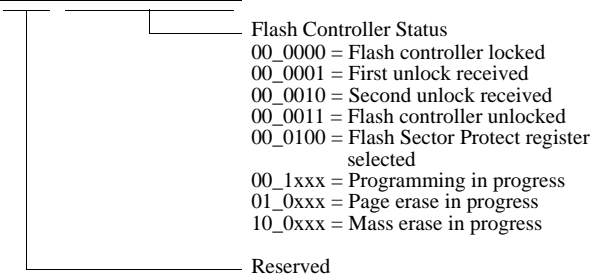 Flash Controller Status
00_0000 = Flash controller locked
00_0001 = First unlock received
00_0010 = Second unlock received
00_0011 = Flash controller unlocked
00_0100 = Flash Sector Protect register
selected
00_1xxx = Programming in progress
01_0xxx = Page erase in progress
10_0xxx = Mass erase in progress
Reserved